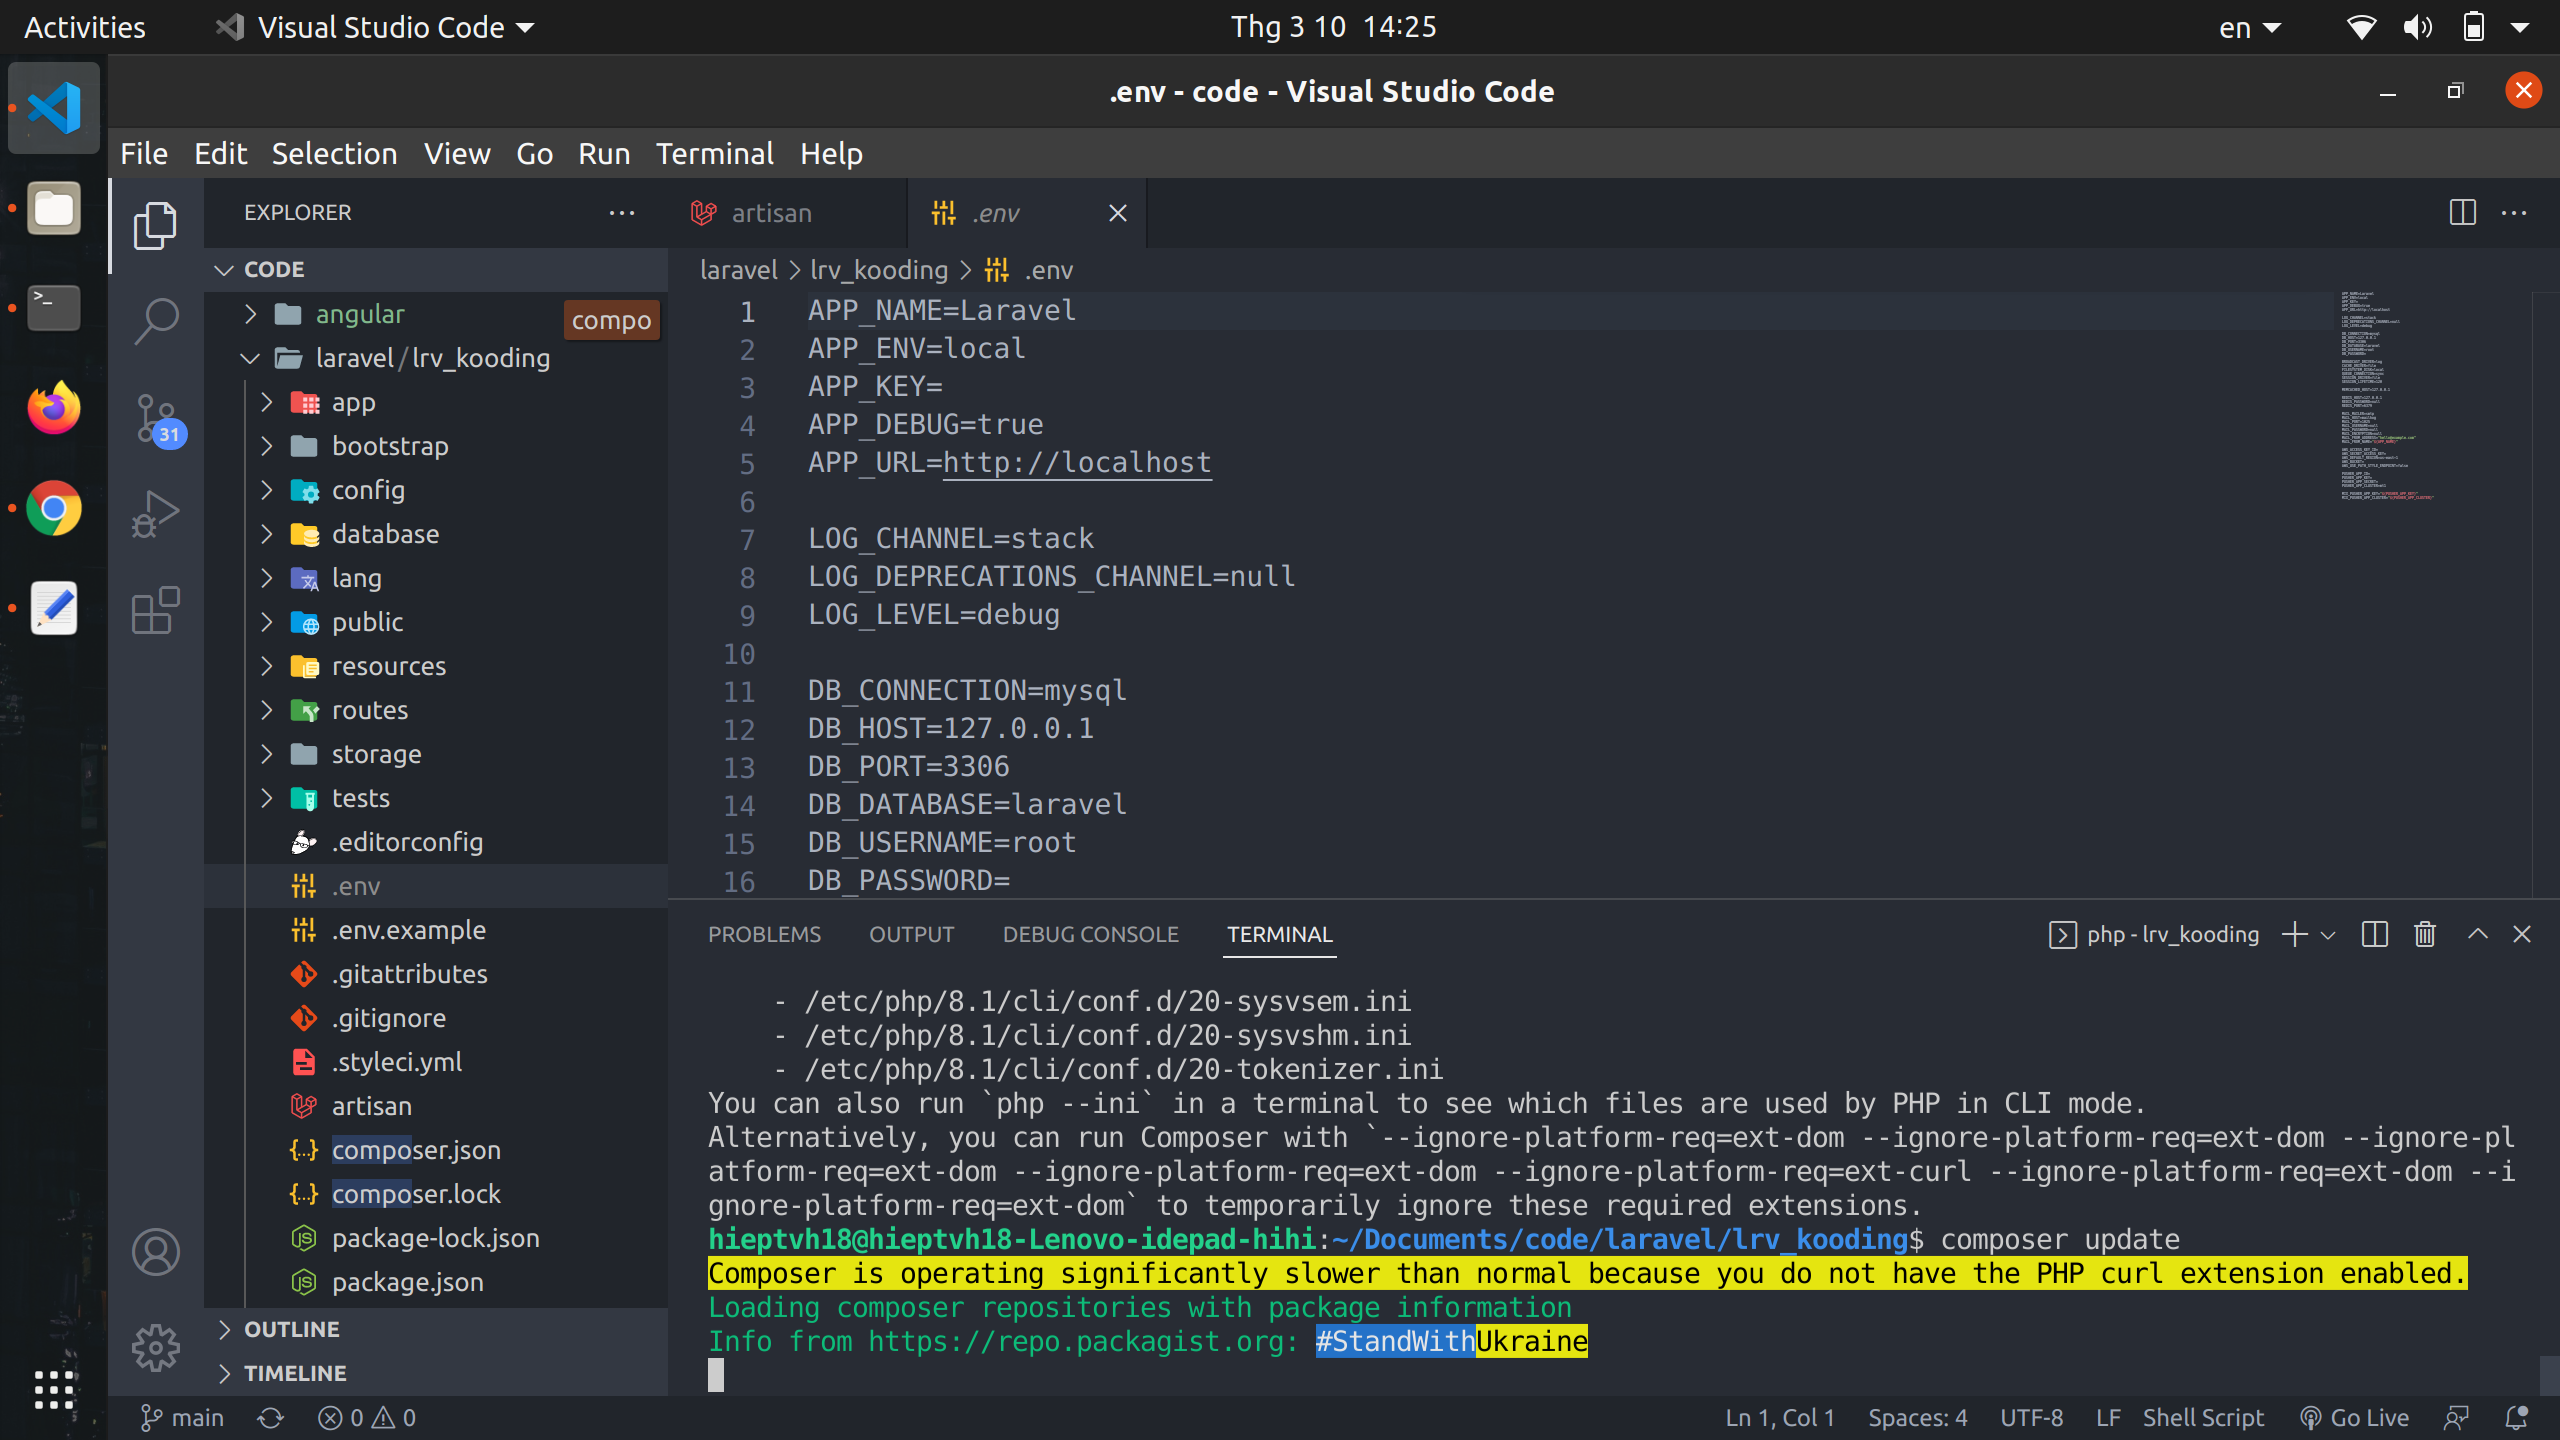 Activities Visual Studio Code Thg 3 10 14:25 en
.env - code - Visual Studio Code
File Edit Selection View Go Run Terminal Help
EXPLORER
artisan
.env
CODE
laravel > lrv_kooding > .env
angular
compo
laravel/lrv_kooding
app
bootstrap
config
database
lang
public
resources
routes
storage
tests
.editorconfig
.env
.env.example
.gitattributes
.gitignore
.styleci.yml
artisan
composer.json
composer.lock
package-lock.json
package.json
OUTLINE
TIMELINE
31
1 APP_NAME=Laravel
2 APP_ENV=local
3 APP_KEY=
4 APP_DEBUG=true
5 APP_URL=http://localhost
6
7 LOG_CHANNEL=stack
8 LOG_DEPRECATIONS_CHANNEL=null
9 LOG_LEVEL=debug
10
11 DB_CONNECTION=mysql
12 DB_HOST=127.0.0.1
13 DB_PORT=3306
14 DB_DATABASE=laravel
15 DB_USERNAME=root
16 DB_PASSWORD=
PROBLEMS OUTPUT DEBUG CONSOLE TERMINAL php - lrv_kooding
- /etc/php/8.1/cli/conf.d/20-sysvsem.ini
- /etc/php/8.1/cli/conf.d/20-sysvshm.ini
- /etc/php/8.1/cli/conf.d/20-tokenizer.ini
You can also run `php --ini` in a terminal to see which files are used by PHP in CLI mode.
Alternatively, you can run Composer with `--ignore-platform-req=ext-dom --ignore-platform-req=ext-dom --ignore-pl
atform-req=ext-dom --ignore-platform-req=ext-dom --ignore-platform-req=ext-curl --ignore-platform-req=ext-dom --i
gnore-platform-req=ext-dom` to temporarily ignore these required extensions.
hieptvh18@hieptvh18-Lenovo-idepad-hihi:~/Documents/code/laravel/lrv_kooding$ composer update
Composer is operating significantly slower than normal because you do not have the PHP curl extension enabled.
Loading composer repositories with package information
Info from https://repo.packagist.org: #StandWithUkraine
main 0 0 Ln 1, Col 1 Spaces: 4 UTF-8 LF Shell Script Go Live